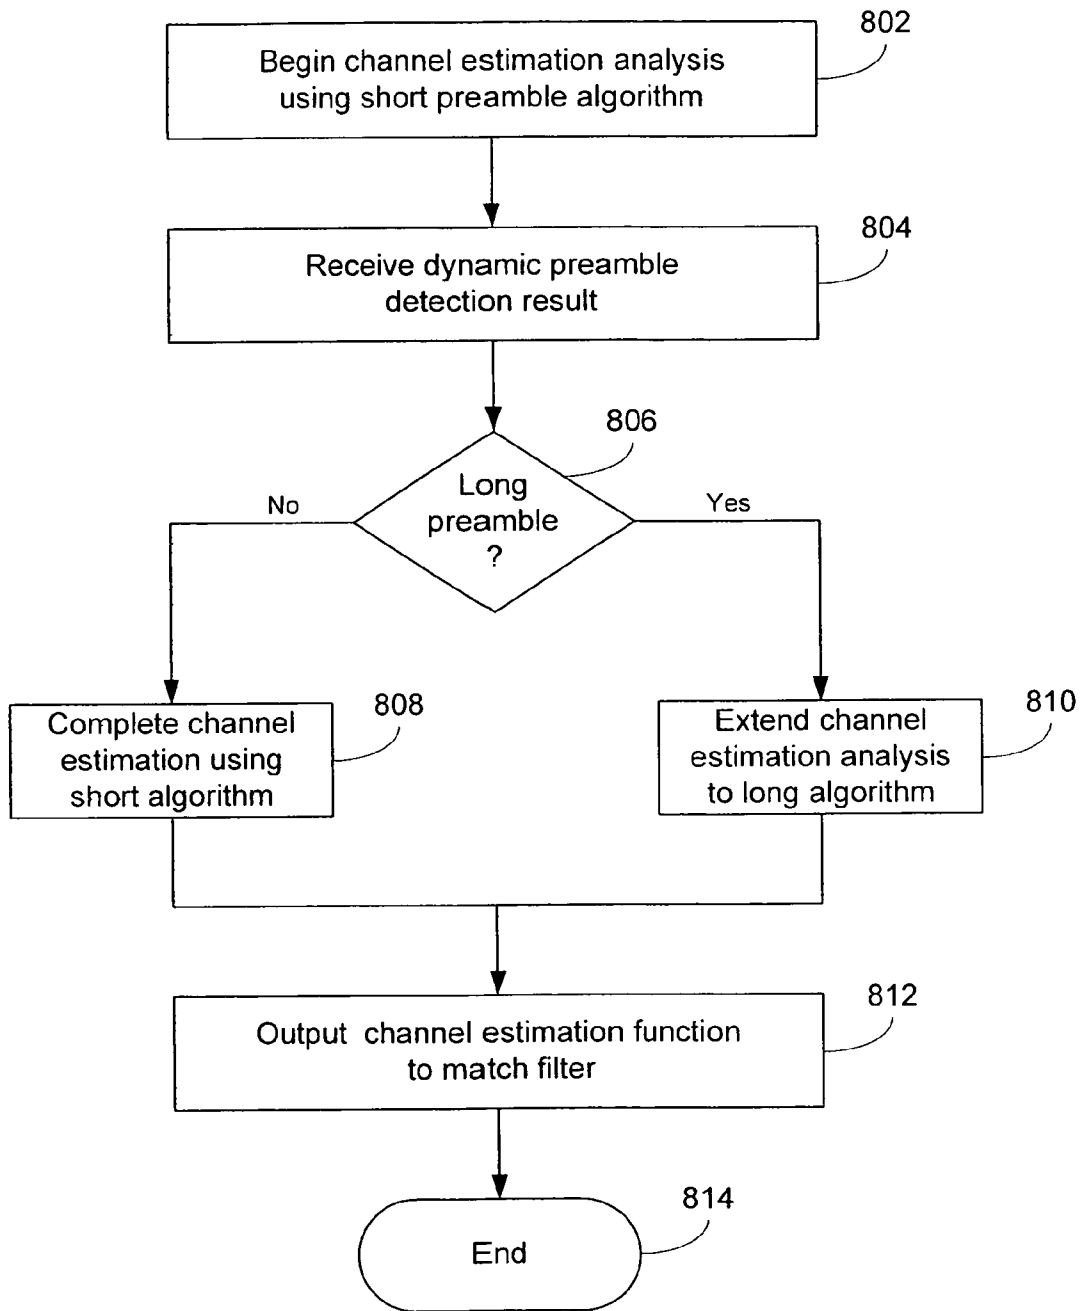 802
Begin channel estimation analysis
using short preamble algorithm
804
Receive dynamic preamble
detection result
806
Long
preamble
?
No
Yes
808
Complete channel
estimation using
short algorithm
810
Extend channel
estimation analysis
to long algorithm
812
Output channel estimation function
to match filter
814
End